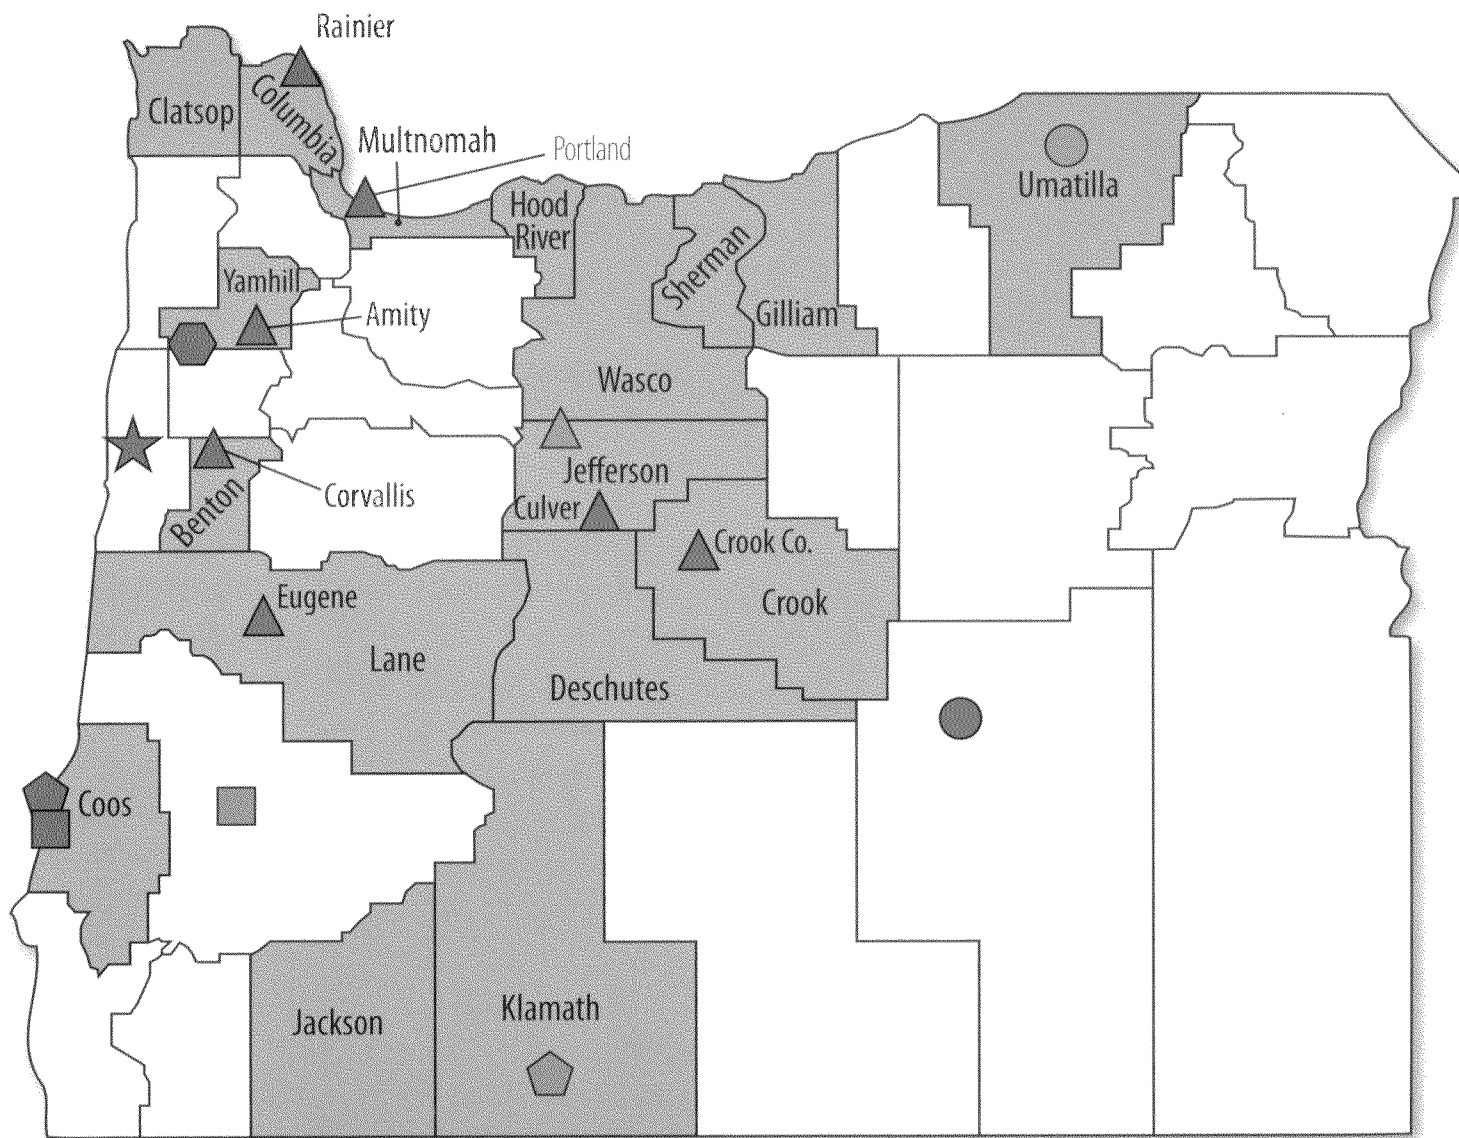 Rainier
Clatsop
Columbia
Multnomah
Portland
Hood
River
Umatilla
Sherman
Yamhill
Amity
Gilliam
Wasco
Jefferson
Culver
Corvallis
Benton
Crook Co.
Crook
Eugene
Lane
Deschutes
Coos
Klamath
Jackson